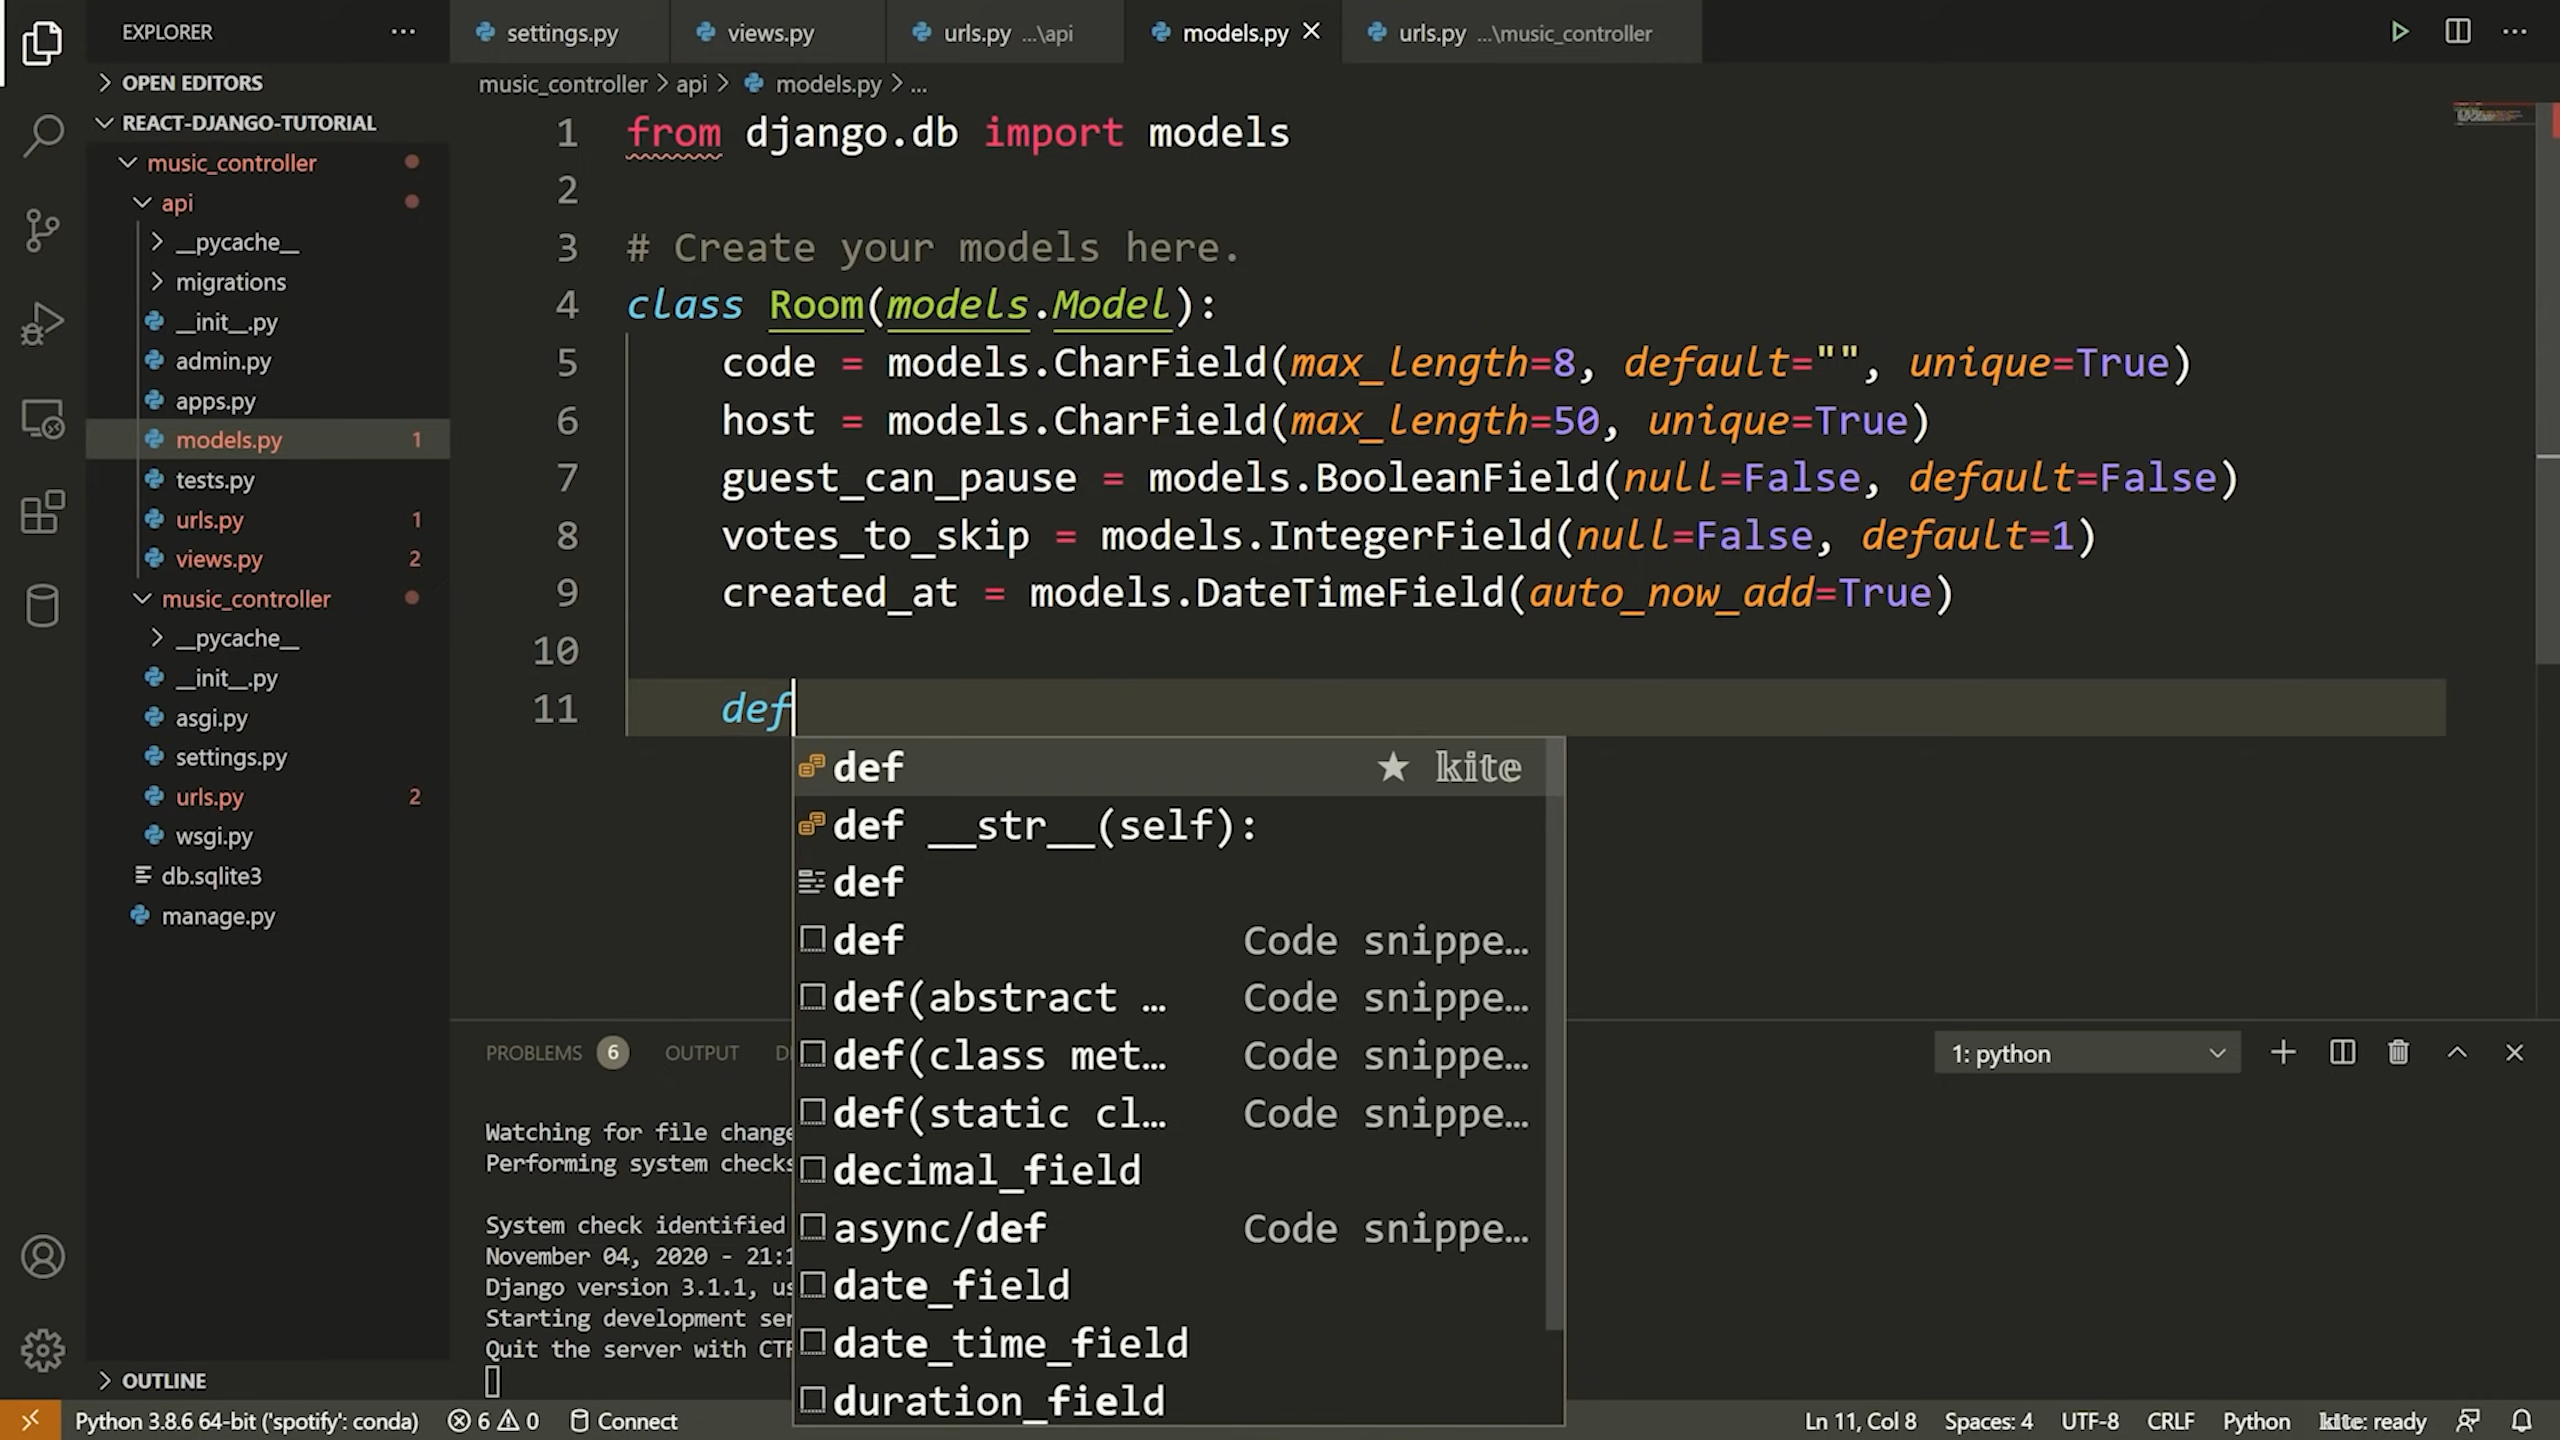 EXPLORER
OPEN EDITORS
REACT-DJANGO-TUTORIAL
music_controller
api
__pycache__
migrations
__init__.py
admin.py
apps.py
models.py 1
tests.py
urls.py 1
views.py 2
music_controller
__pycache__
__init__.py
asgi.py
settings.py
urls.py 2
wsgi.py
db.sqlite3
manage.py
OUTLINE
settings.py views.py urls.py ...\api models.py urls.py ...\music_controller
music_controller > api > models.py > ...
1 from django.db import models
2
3 # Create your models here.
4 class Room(models.Model):
5 code = models.CharField(max_length=8, default="", unique=True)
6 host = models.CharField(max_length=50, unique=True)
7 guest_can_pause = models.BooleanField(null=False, default=False)
8 votes_to_skip = models.IntegerField(null=False, default=1)
9 created_at = models.DateTimeField(auto_now_add=True)
10
11 def
def ★ kite
def __str__(self):
def
def Code snippe…
def(abstract … Code snippe…
def(class met… Code snippe…
def(static cl… Code snippe…
decimal_field
async/def Code snippe…
date_field
date_time_field
duration_field
PROBLEMS 6 OUTPUT 1: python
Watching for file change
Performing system checks
System check identified
November 04, 2020 - 21:1
Django version 3.1.1, us
Starting development ser
Quit the server with CT
Python 3.8.6 64-bit ('spotify': conda) 6 0 Connect Ln 11, Col 8 Spaces: 4 UTF-8 CRLF Python kite: ready